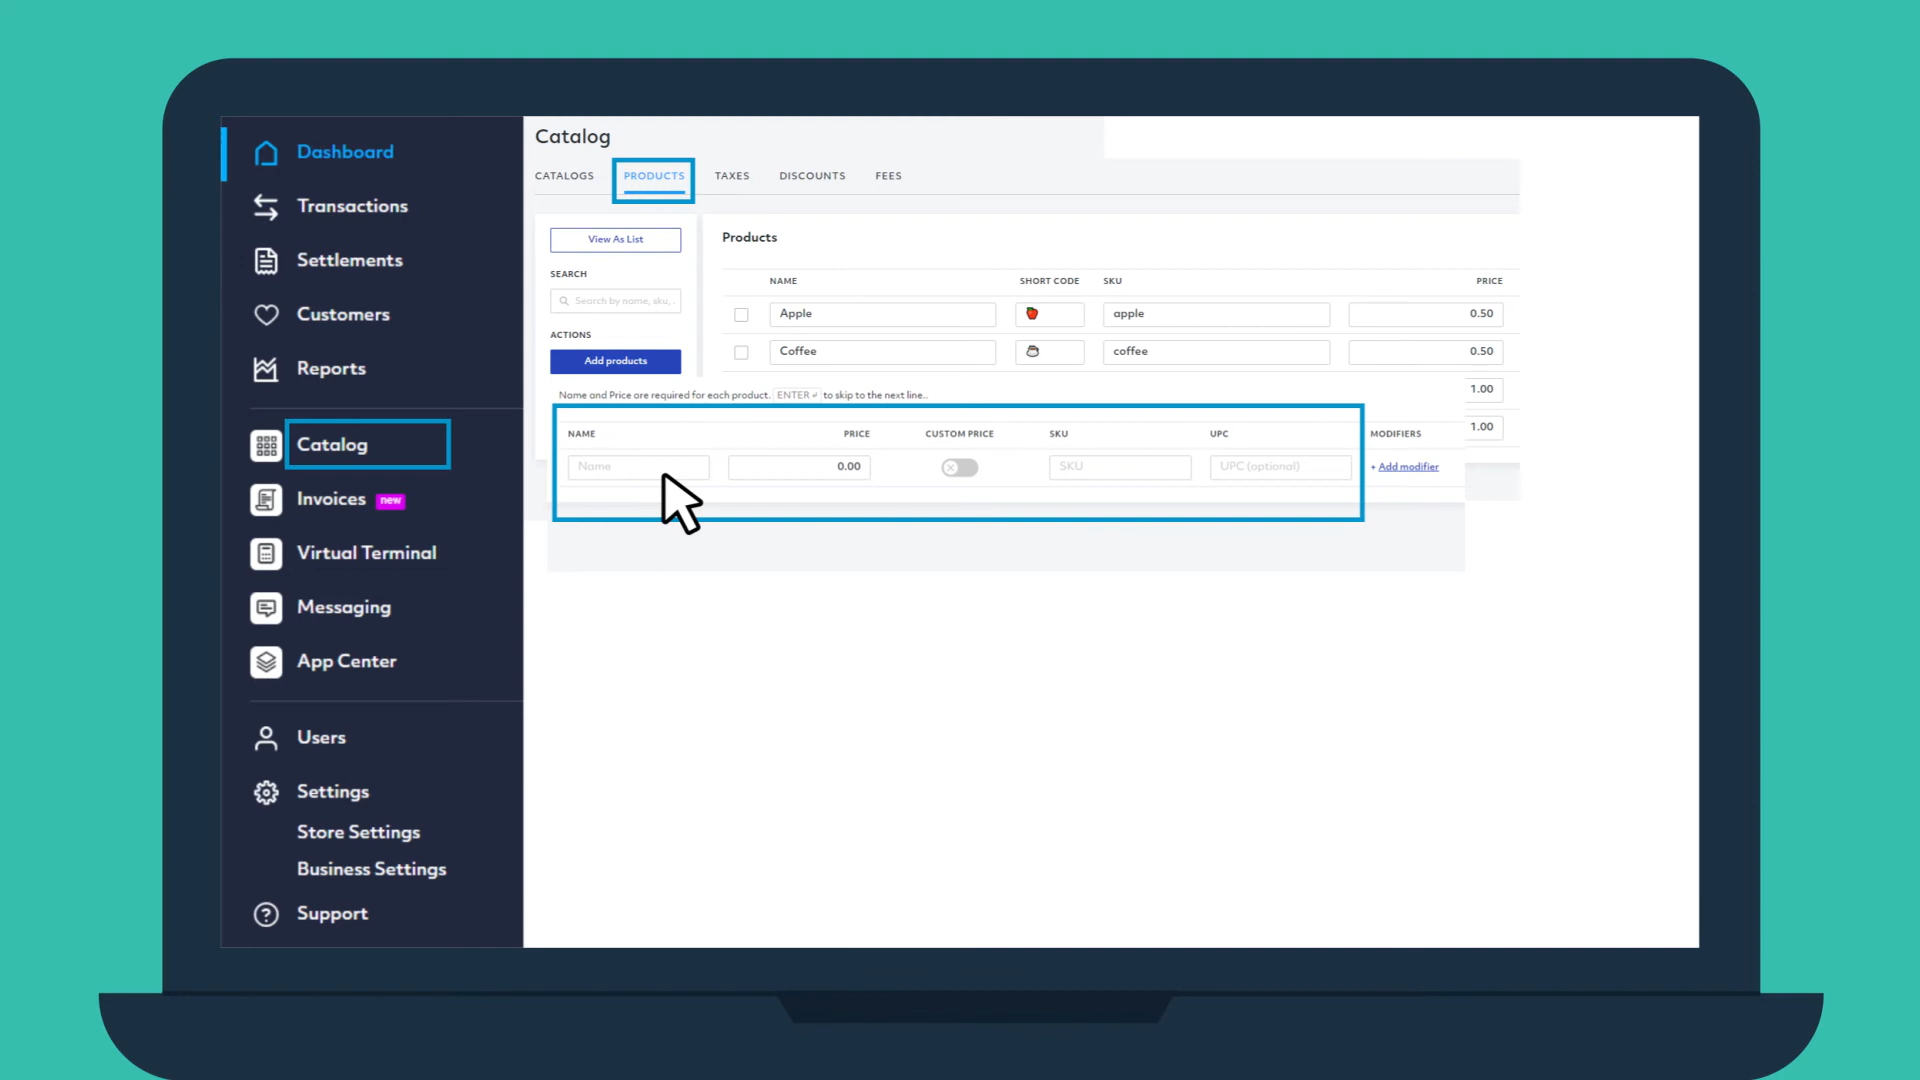 Dashboard
Transactions
Settlements
Customers
Reports
Catalog
Invoices new
Virtual Terminal
Messaging
App Center
Users
Settings
Store Settings
Business Settings
Support
Catalog
CATALOGS PRODUCTS TAXES DISCOUNTS FEES
View As List
SEARCH
Search by name, sku, .
ACTIONS
Add products
Products
NAME SHORT CODE SKU PRICE
Apple apple 0.50
Coffee coffee 0.50
1.00
1.00
Name and Price are required for each product. ENTER ↵ to skip to the next line..
NAME PRICE CUSTOM PRICE SKU UPC MODIFIERS
Name 0.00 SKU UPC (optional) + Add modifier